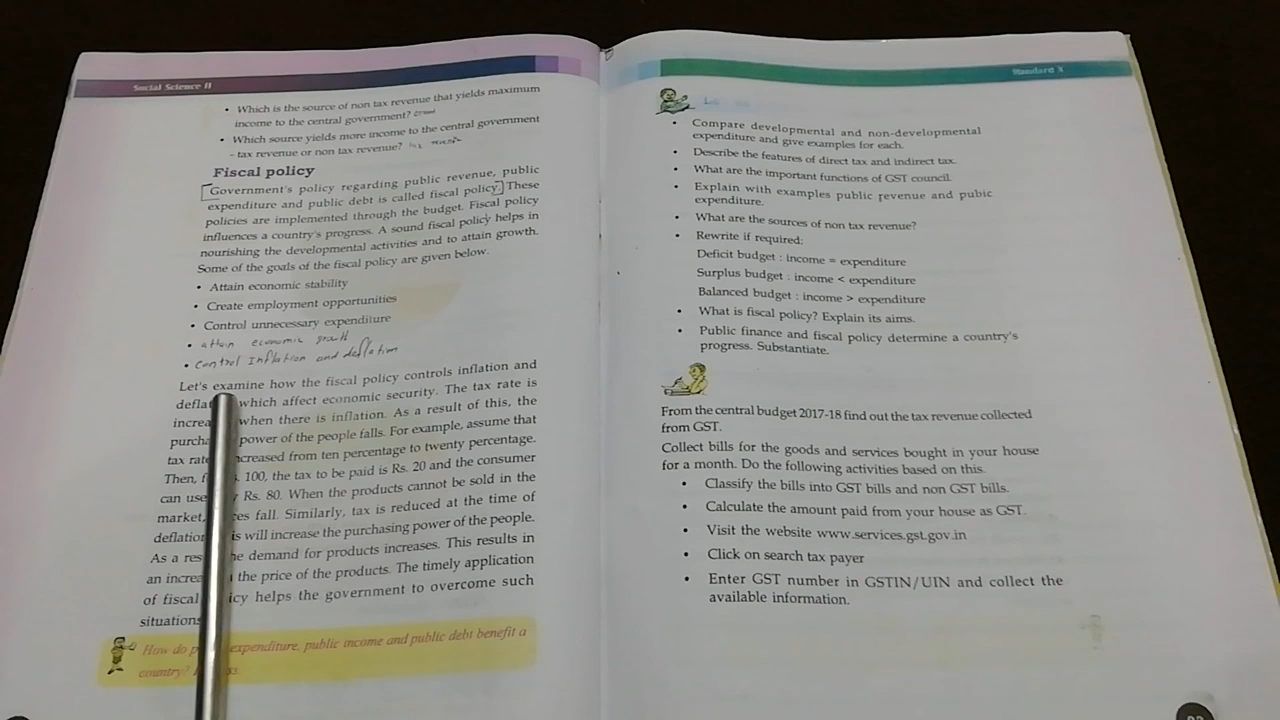 Social Science II
• Which is the source of non tax revenue that yields maximum
income to the central government?
• Which source yields more income to the central government
- tax revenue or non tax revenue? tax revenue
Fiscal policy
Government's policy regarding public revenue, public
expenditure and public debt is called fiscal policy. These
policies are implemented through the budget. Fiscal policy
influences a country's progress. A sound fiscal policy helps in
nourishing the developmental activities and to attain growth.
Some of the goals of the fiscal policy are given below.
• Attain economic stability
• Create employment opportunities
• Control unnecessary expenditure
• attain economic growth
• control Inflation and deflation
Let's examine how the fiscal policy controls inflation and
which affect economic security. The tax rate is
when there is inflation. As a result of this, the
power of the people falls. For example, assume that
tax rate increased from ten percentage to twenty percentage.
Then, 100, the tax to be paid is Rs. 20 and the consumer
can use Rs. 80. When the products cannot be sold in the
market, fall. Similarly, tax is reduced at the time of
will increase the purchasing power of the people.
As a demand for products increases. This results in
an the price of the products. The timely application
of fiscal helps the government to overcome such
situations
How do expenditure, public income and public debt benefit a
country?
Standard X
• Compare developmental and non-developmental
expenditure and give examples for each.
• Describe the features of direct tax and indirect tax.
• What are the important functions of GST council.
• Explain with examples public revenue and pubic
expenditure.
• What are the sources of non tax revenue?
• Rewrite if required;
Deficit budget : income = expenditure
Surplus budget : income < expenditure
Balanced budget : income > expenditure
• What is fiscal policy? Explain its aims.
• Public finance and fiscal policy determine a country's
progress. Substantiate.
From the central budget 2017-18 find out the tax revenue collected
from GST.
Collect bills for the goods and services bought in your house
for a month. Do the following activities based on this.
• Classify the bills into GST bills and non GST bills.
• Calculate the amount paid from your house as GST.
• Visit the website www.services.gst.gov.in
• Click on search tax payer
• Enter GST number in GSTIN/UIN and collect the
available information.